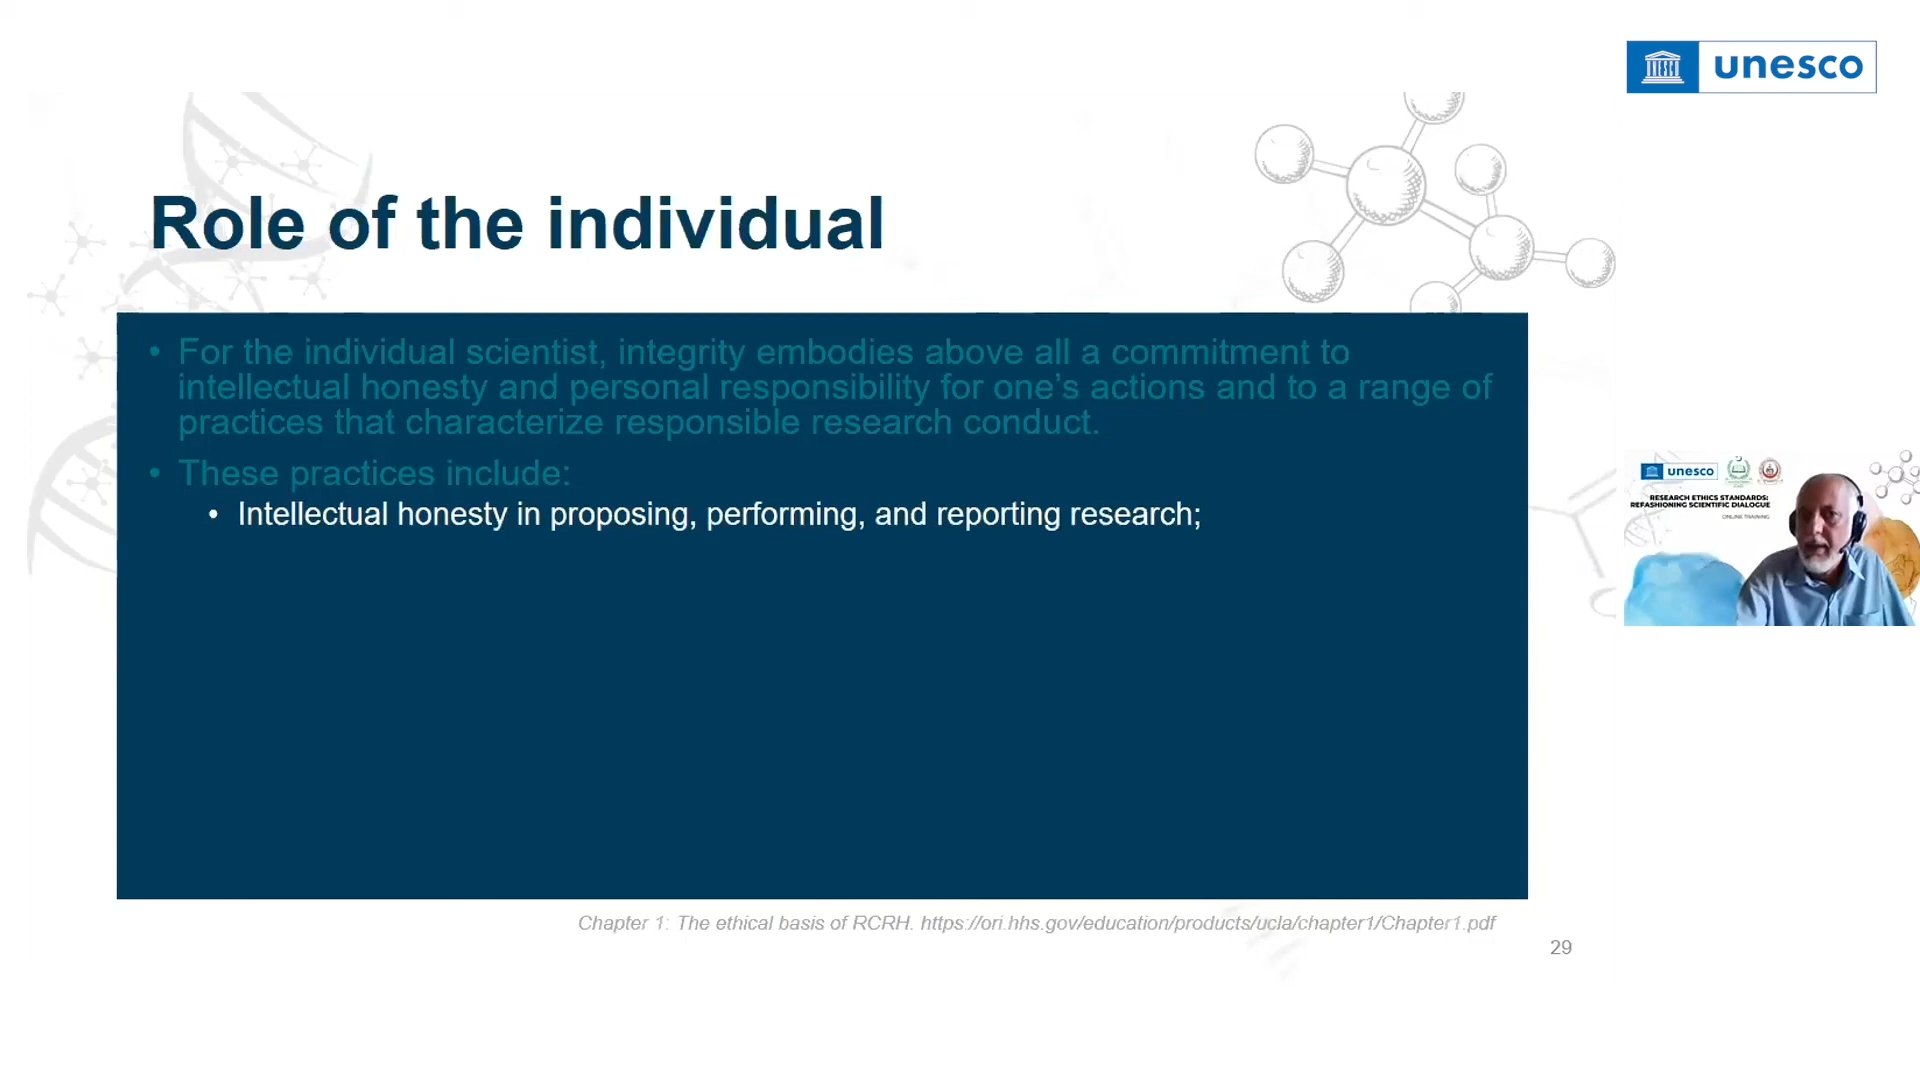 unesco
Role of the individual
• For the individual scientist, integrity embodies above all a commitment to
intellectual honesty and personal responsibility for one’s actions and to a range of
practices that characterize responsible research conduct.
• These practices include:
• Intellectual honesty in proposing, performing, and reporting research;
unesco
RESEARCH ETHICS STANDARDS:
REFASHIONING SCIENTIFIC DIALOGUE
ONLINE TRAINING
Chapter 1: The ethical basis of RCRH. https://ori.hhs.gov/education/products/ucla/chapter1/Chapter1.pdf
29